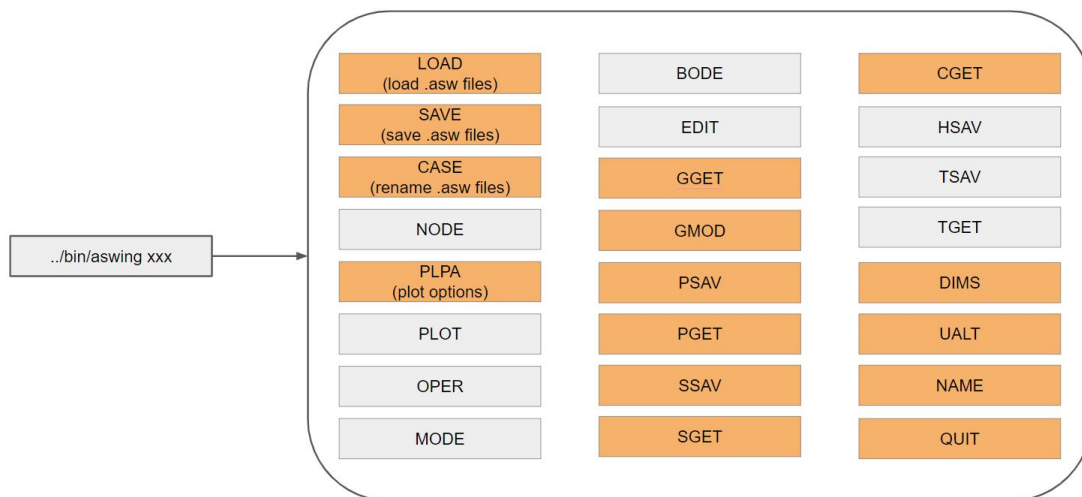 ../bin/aswing xxx
LOAD
(load .asw files)
SAVE
(save .asw files)
CASE
(rename .asw files)
NODE
PLPA
(plot options)
PLOT
OPER
MODE
BODE
EDIT
GGET
GMOD
PSAV
PGET
SSAV
SGET
CGET
HSAV
TSAV
TGET
DIMS
UALT
NAME
QUIT